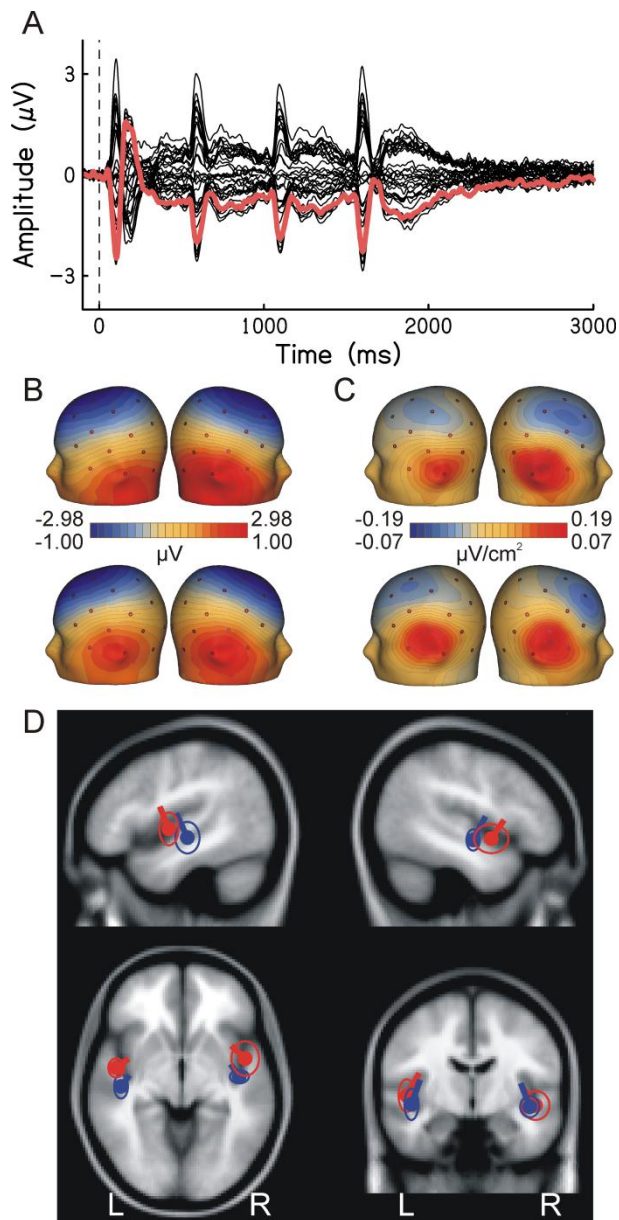 A
Amplitude (µV)
3
0
−3
0 1000 2000 3000
Time (ms)
B
C
-2.98 2.98
-1.00 1.00
µV
-0.19 0.19
-0.07 0.07
µV/cm²
D
L R L R